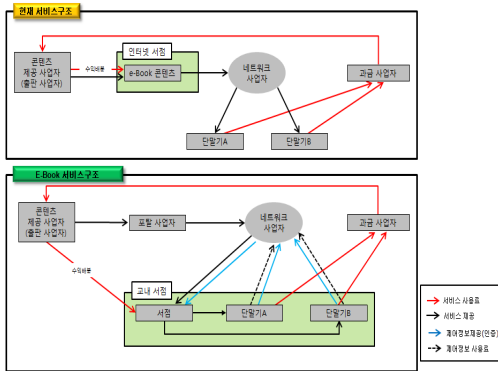 현재 서비스구조
인터넷 서점
콘텐츠
제공 사업자
(출판 사업자)
수익배분
e-Book 콘텐츠
네트워크
사업자
과금 사업자
단말기A
단말기B
E-Book 서비스구조
콘텐츠
제공 사업자
(출판 사업자)
포탈 사업자
네트워크
사업자
과금 사업자
수익배분
교내 서점
서점
단말기A
단말기B
서비스 사용료
서비스 제공
제어정보제공(인증)
제어정보 사용료